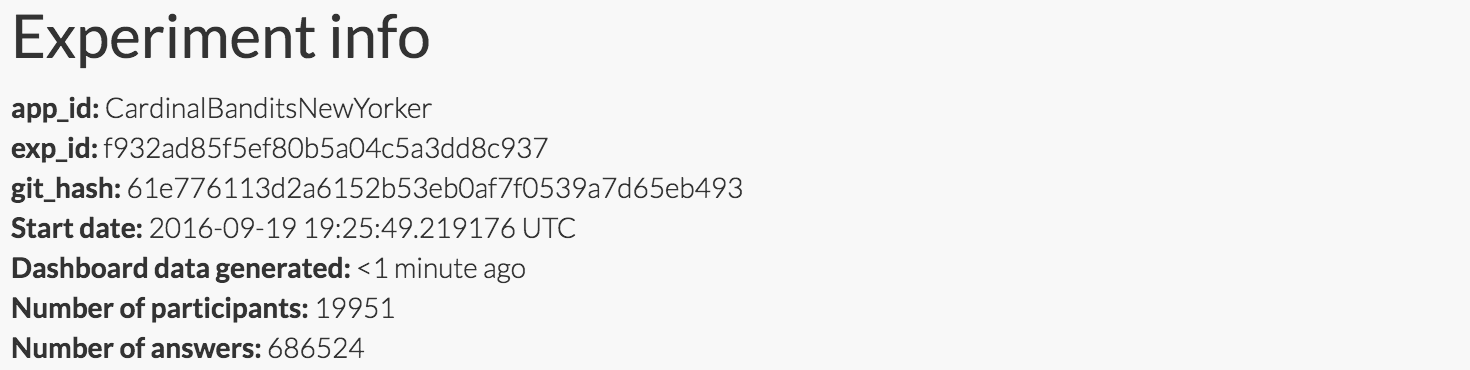 Experiment info
app_id: CardinalBanditsNewYorker
exp_id: f932ad85f5ef80b5a04c5a3dd8c937
git_hash: 61e776113d2a6152b53eb0af7f0539a7d65eb493
Start date: 2016-09-19 19:25:49.219176 UTC
Dashboard data generated: <1 minute ago
Number of participants: 19951
Number of answers: 686524